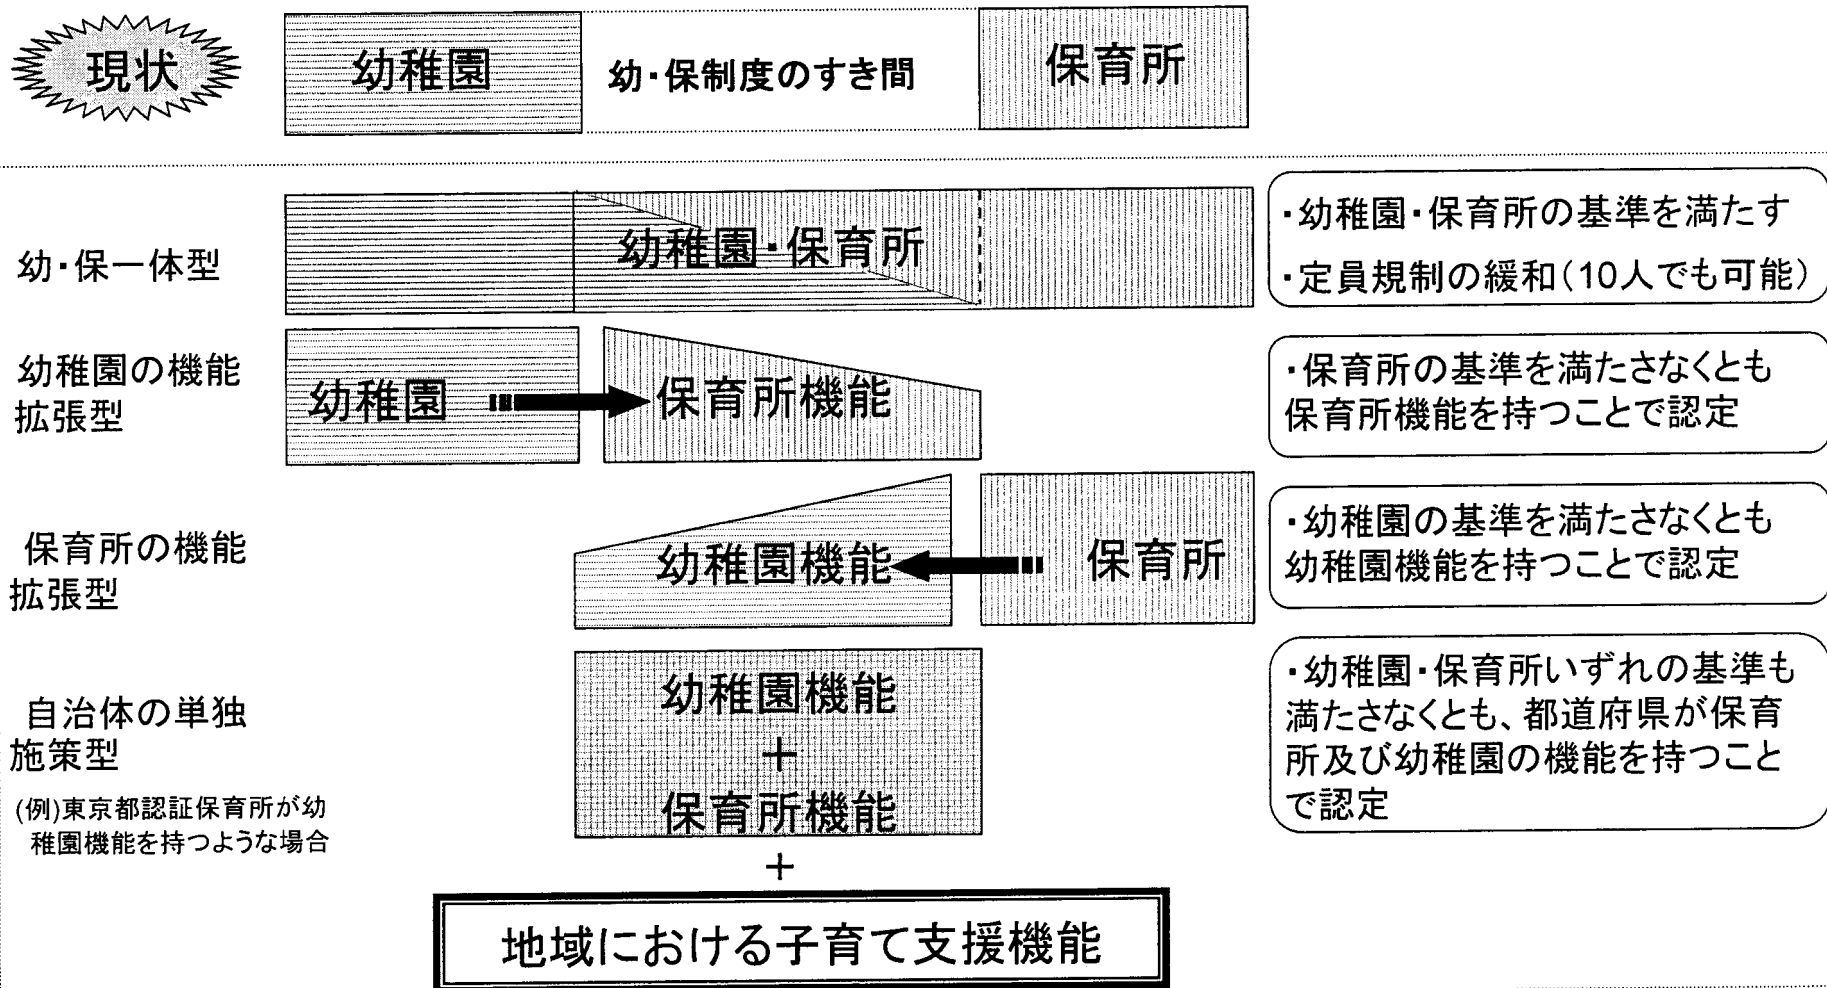 現状
幼稚園
幼・保制度のすき間
保育所
幼・保一体型
幼稚園・保育所
・幼稚園・保育所の基準を満たす
・定員規制の緩和(10人でも可能)
幼稚園の機能
拡張型
幼稚園
保育所機能
・保育所の基準を満たさなくとも
保育所機能を持つことで認定
保育所の機能
拡張型
幼稚園機能
保育所
・幼稚園の基準を満たさなくとも
幼稚園機能を持つことで認定
自治体の単独
施策型
(例)東京都認証保育所が幼
稚園機能を持つような場合
幼稚園機能
+
保育所機能
・幼稚園・保育所いずれの基準も
満たさなくとも、都道府県が保育
所及び幼稚園の機能を持つこと
で認定
+
地域における子育て支援機能